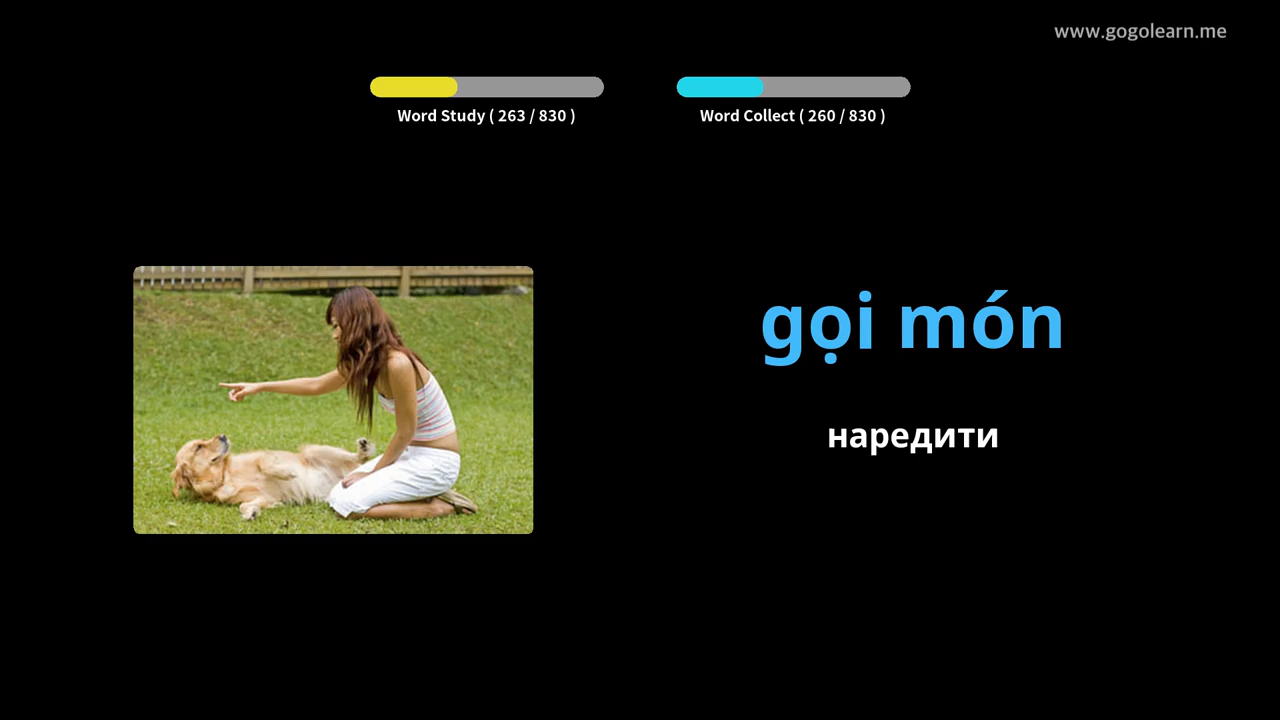 www.gogolearn.me
Word Study ( 263 / 830 )
Word Collect ( 260 / 830 )
gọi món
наредити